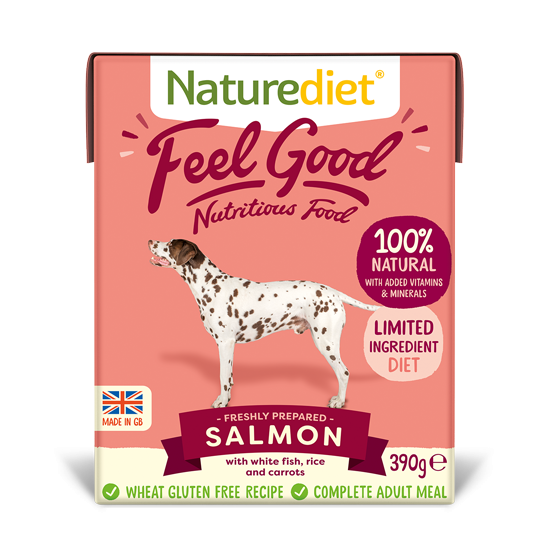 Naturediet®
Feel Good
Nutritious Food
100%
NATURAL
WITH ADDED VITAMINS
& MINERALS
LIMITED
INGREDIENT
DIET
MADE IN GB
- FRESHLY PREPARED -
SALMON
with white fish, rice
and carrots
390g℮
WHEAT GLUTEN FREE RECIPE
COMPLETE ADULT MEAL